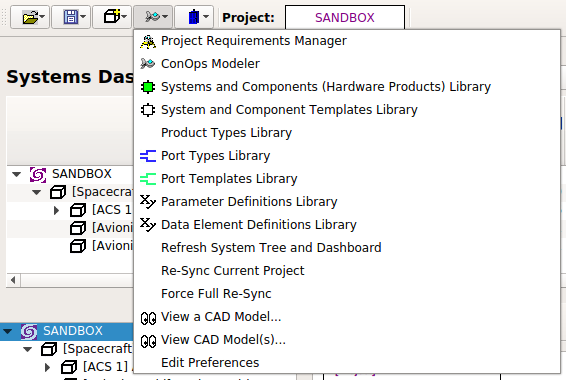 Project: SANDBOX
Project Requirements Manager
ConOps Modeler
Systems and Components (Hardware Products) Library
System and Component Templates Library
Product Types Library
Port Types Library
Port Templates Library
Parameter Definitions Library
Data Element Definitions Library
Refresh System Tree and Dashboard
Re-Sync Current Project
Force Full Re-Sync
View a CAD Model...
View CAD Model(s)...
Edit Preferences
Systems Das
SANDBOX
[Spacecra
[ACS 1]
[Avioni
[Avioni
SANDBOX
[Spacecraft
[ACS 1]